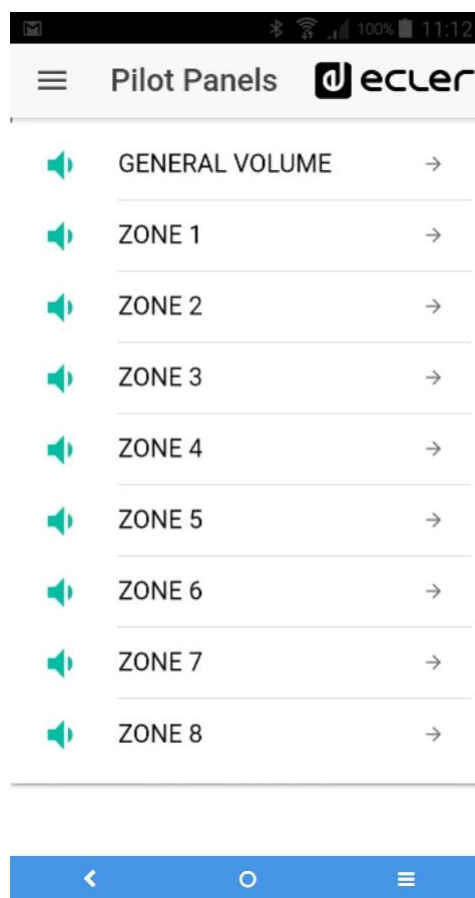 100% 11:12
Pilot Panels ecler
GENERAL VOLUME
ZONE 1
ZONE 2
ZONE 3
ZONE 4
ZONE 5
ZONE 6
ZONE 7
ZONE 8